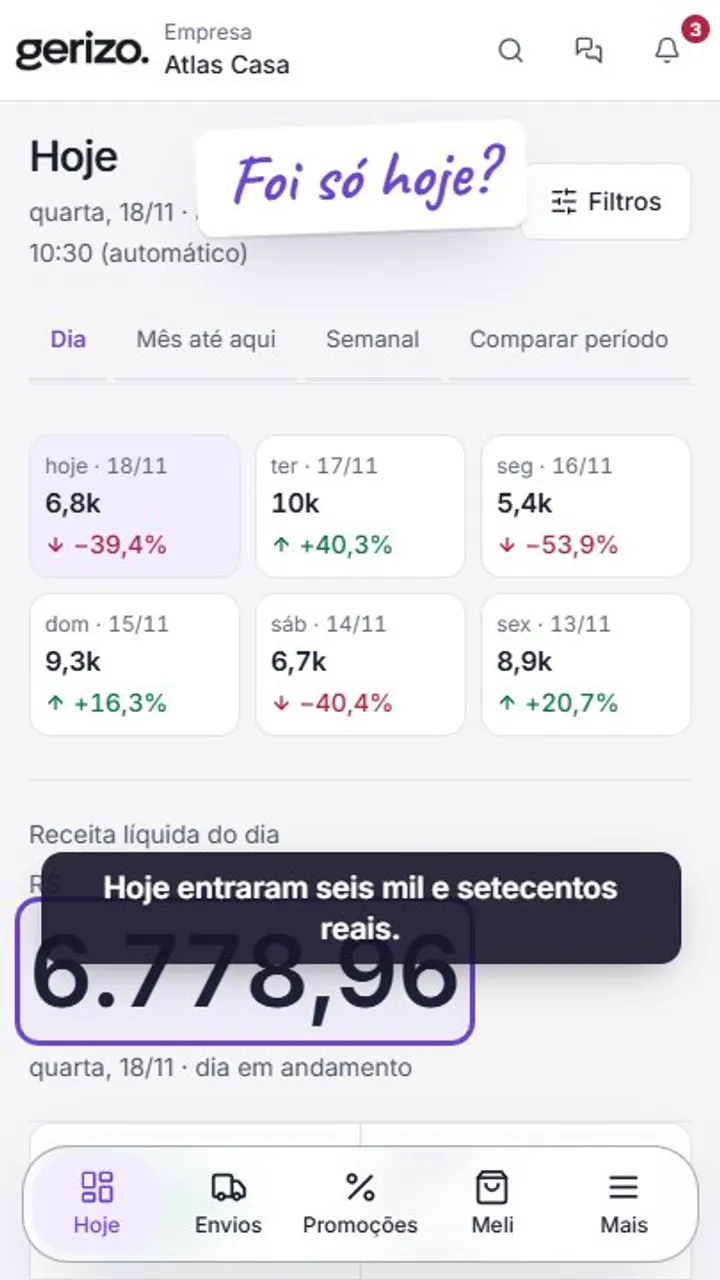 gerizo.
Empresa
Atlas Casa
3
Hoje
Foi só hoje?
quarta, 18/11 ·
10:30 (automático)
Filtros
Dia
Mês até aqui
Semanal
Comparar período
hoje · 18/11
6,8k
↓ −39,4%
ter · 17/11
10k
↑ +40,3%
seg · 16/11
5,4k
↓ −53,9%
dom · 15/11
9,3k
↑ +16,3%
sáb · 14/11
6,7k
↓ −40,4%
sex · 13/11
8,9k
↑ +20,7%
Receita líquida do dia
R$
Hoje entraram seis mil e setecentos
reais.
6.778,96
quarta, 18/11 · dia em andamento
Hoje
Envios
Promoções
Meli
Mais